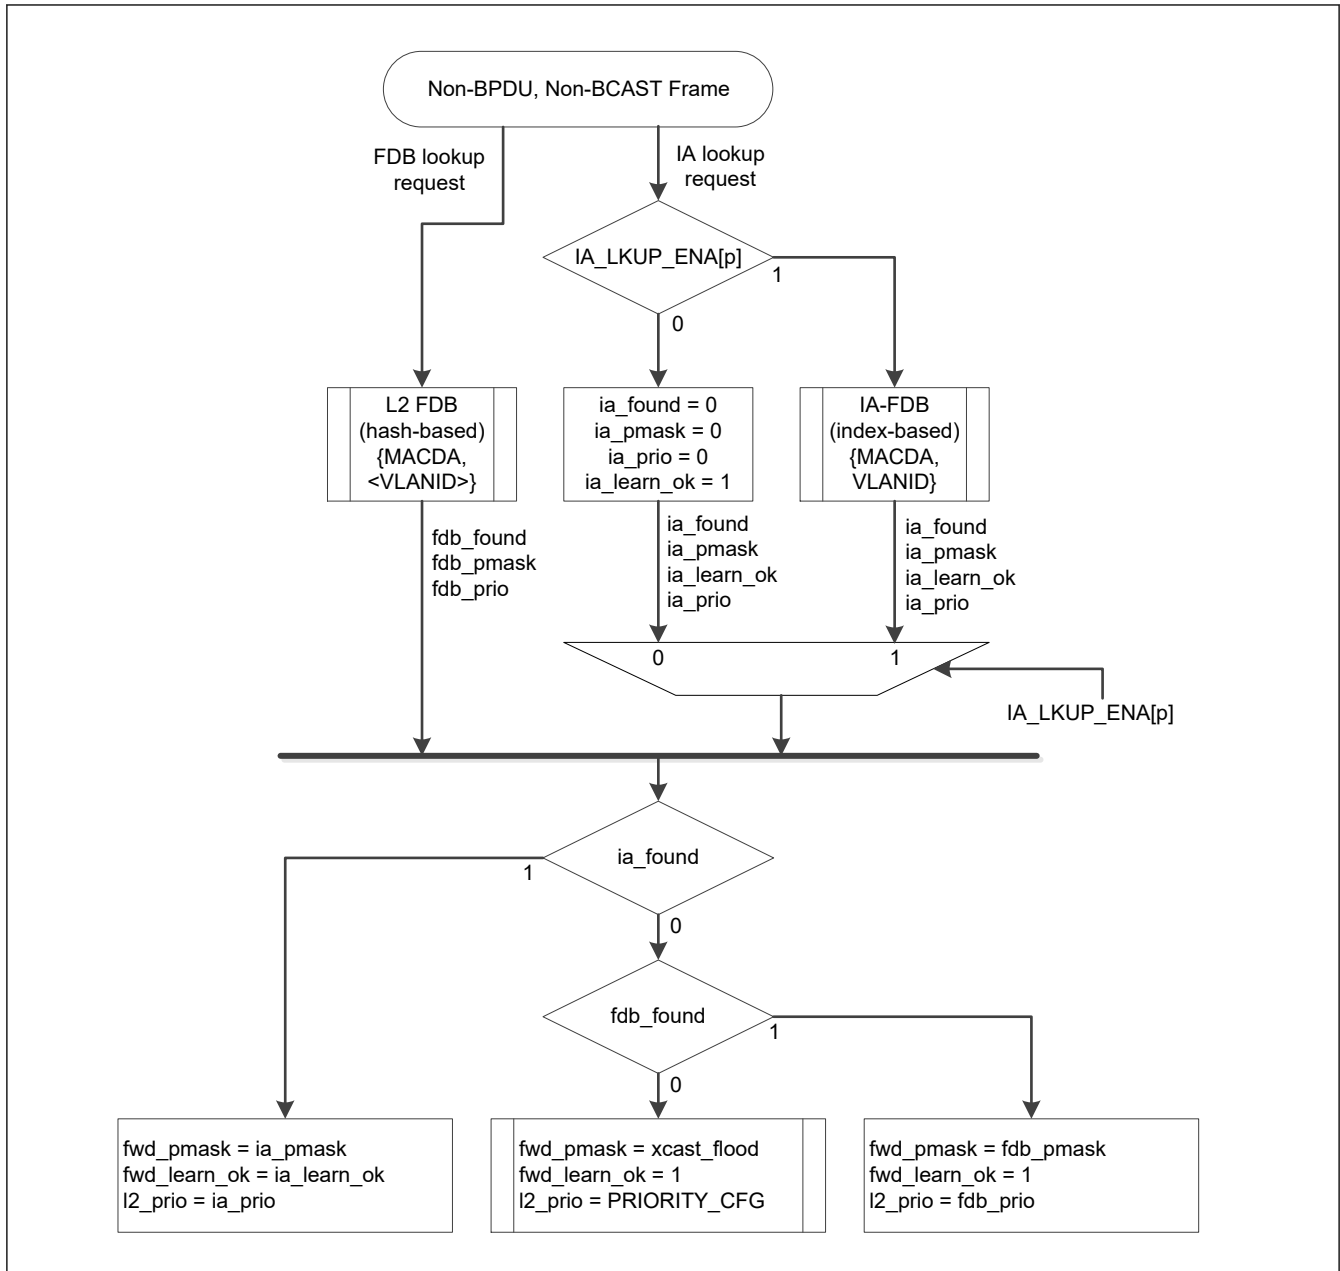 Non-BPDU, Non-BCAST Frame
FDB lookup
request
IA lookup
request
IA_LKUP_ENA[p]
1
0
L2 FDB
(hash-based)
{MACDA,
<VLANID>}
ia_found = 0
ia_pmask = 0
ia_prio = 0
ia_learn_ok = 1
IA-FDB
(index-based)
{MACDA,
VLANID}
fdb_found
fdb_pmask
fdb_prio
ia_found
ia_pmask
ia_learn_ok
ia_prio
ia_found
ia_pmask
ia_learn_ok
ia_prio
0
1
IA_LKUP_ENA[p]
ia_found
1
0
fdb_found
1
0
fwd_pmask = ia_pmask
fwd_learn_ok = ia_learn_ok
l2_prio = ia_prio
fwd_pmask = xcast_flood
fwd_learn_ok = 1
l2_prio = PRIORITY_CFG
fwd_pmask = fdb_pmask
fwd_learn_ok = 1
l2_prio = fdb_prio